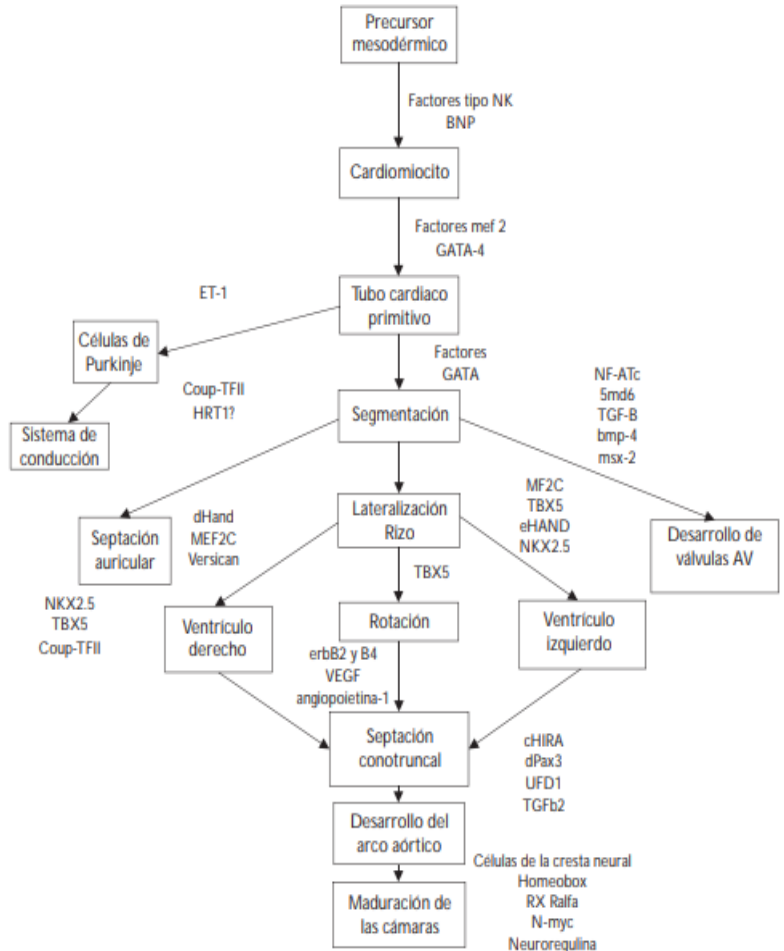 Precursor
mesodérmico
Factores tipo NK
BNP
Cardiomiocito
Factores mef 2
GATA-4
ET-1
Tubo cardiaco
primitivo
Células de
Purkinje
Factores
GATA
NF-ATc
5md6
TGF-B
bmp-4
msx-2
Coup-TFII
HRT1?
Segmentación
Sistema de
conducción
MF2C
TBX5
eHAND
NKX2.5
dHand
MEF2C
Versican
Lateralización
Rizo
Septación
auricular
Desarrollo de
válvulas AV
TBX5
NKX2.5
TBX5
Coup-TFII
Ventrículo
derecho
Rotación
Ventrículo
izquierdo
erbB2 y B4
VEGF
angiopoietina-1
Septación
conotruncal
cHIRA
dPax3
UFD1
TGFb2
Desarrollo del
arco aórtico
Células de la cresta neural
Homeobox
RX Ralfa
N-myc
Neuroregulina
Maduración de
las cámaras